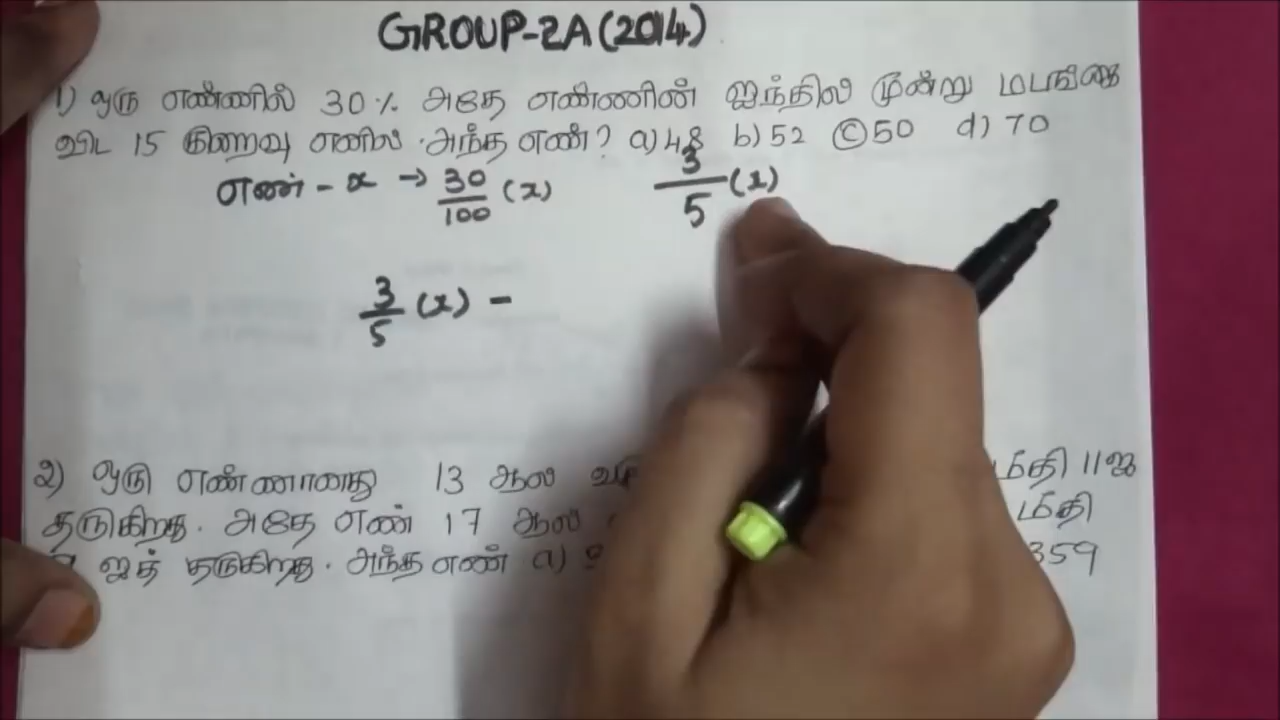 GROUP-2A(2014)
1) ஒரு எண்ணில் 30% அதே எண்ணின் ஐந்தில் மூன்று மடங்கை
விட 15 குறைவு எனில் அந்த எண்? a)48 b)52 c)50 d)70
எண் - x → 30/100 (x) 3/5 (x)
3/5 (x) -
2) ஒரு எண்ணானது 13 ஆல் மீதி 11ஐ
தருகிறது. அதே எண் 17 ஆல் மீதி
ஐத் தருகிறது. அந்த எண் a) 359